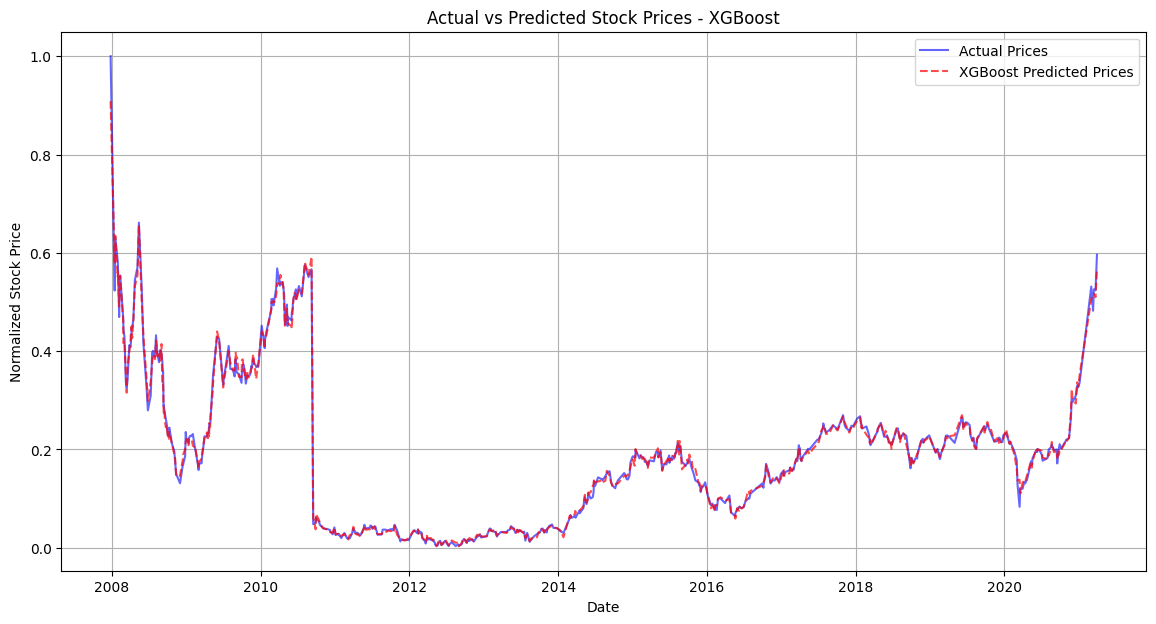 Actual vs Predicted Stock Prices - XGBoost
Actual Prices
XGBoost Predicted Prices
Normalized Stock Price
1.0
0.8
0.6
0.4
0.2
0.0
2008 2010 2012 2014 2016 2018 2020
Date